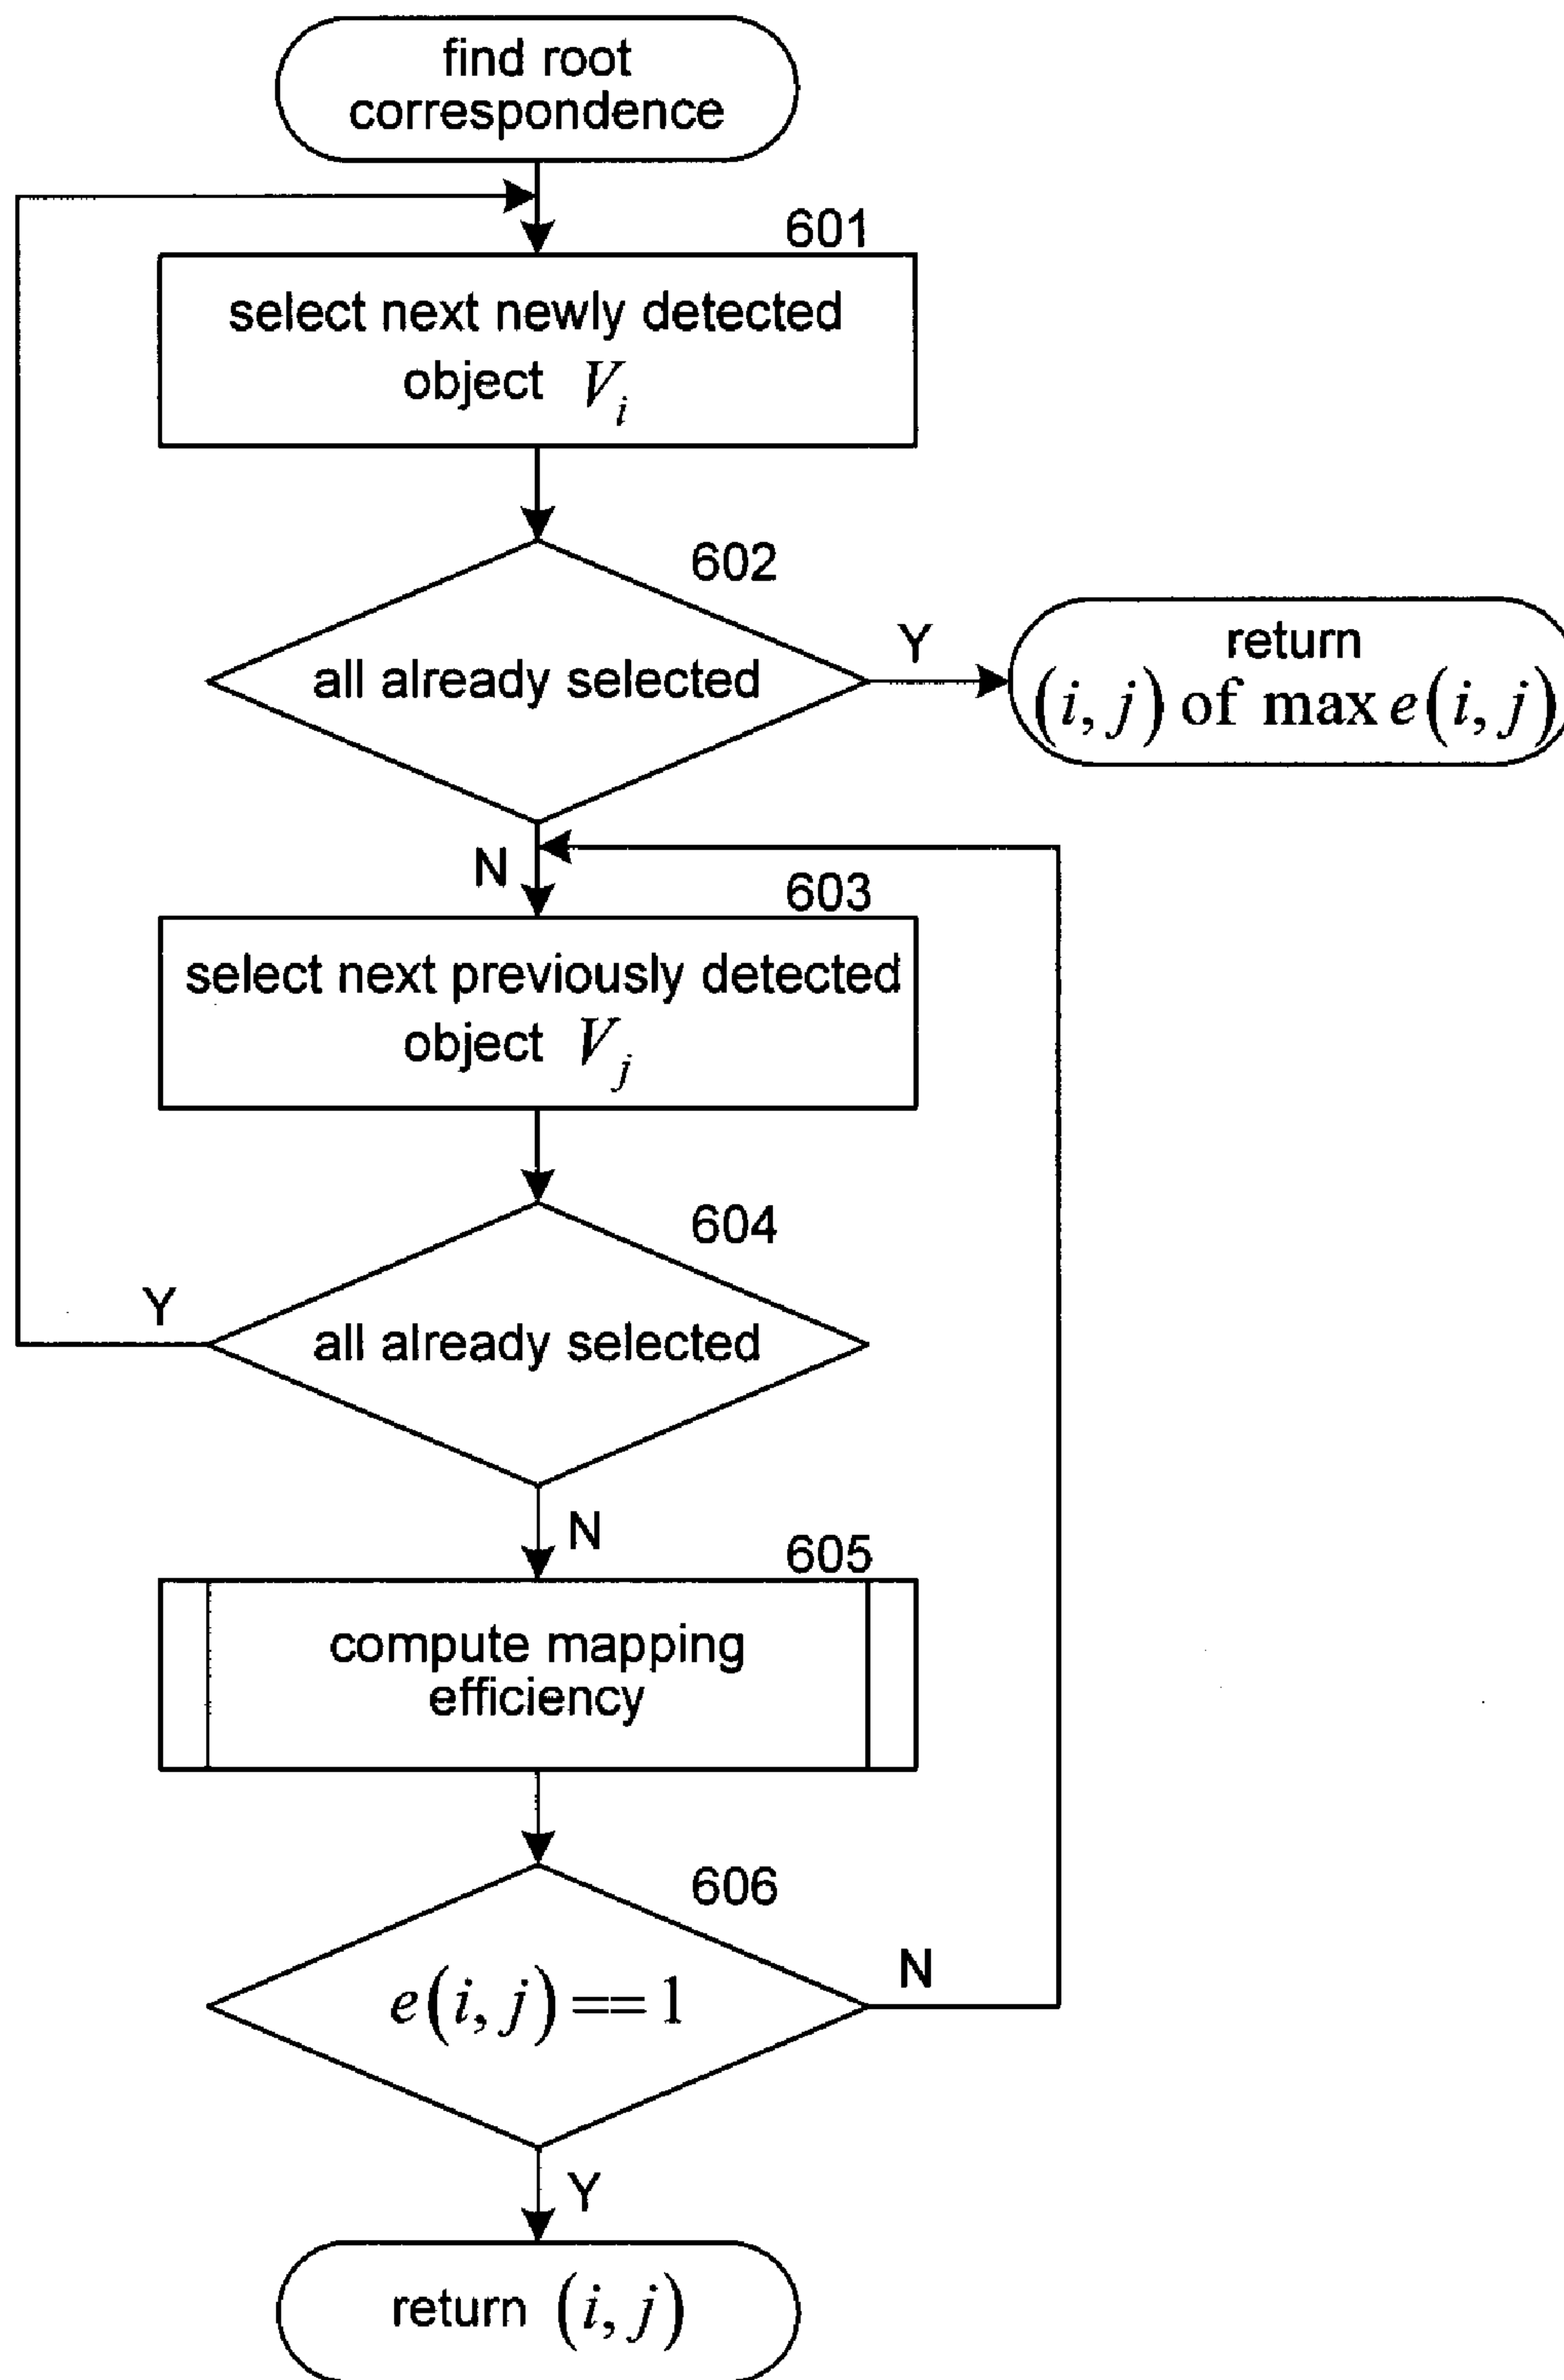 find root
correspondence
601
select next newly detected
object V_i
602
all already selected
Y
return
(i, j) of max e(i, j)
N
603
select next previously detected
object V_j
604
Y
all already selected
N
605
compute mapping
efficiency
606
N
e(i, j)==1
Y
return (i, j)